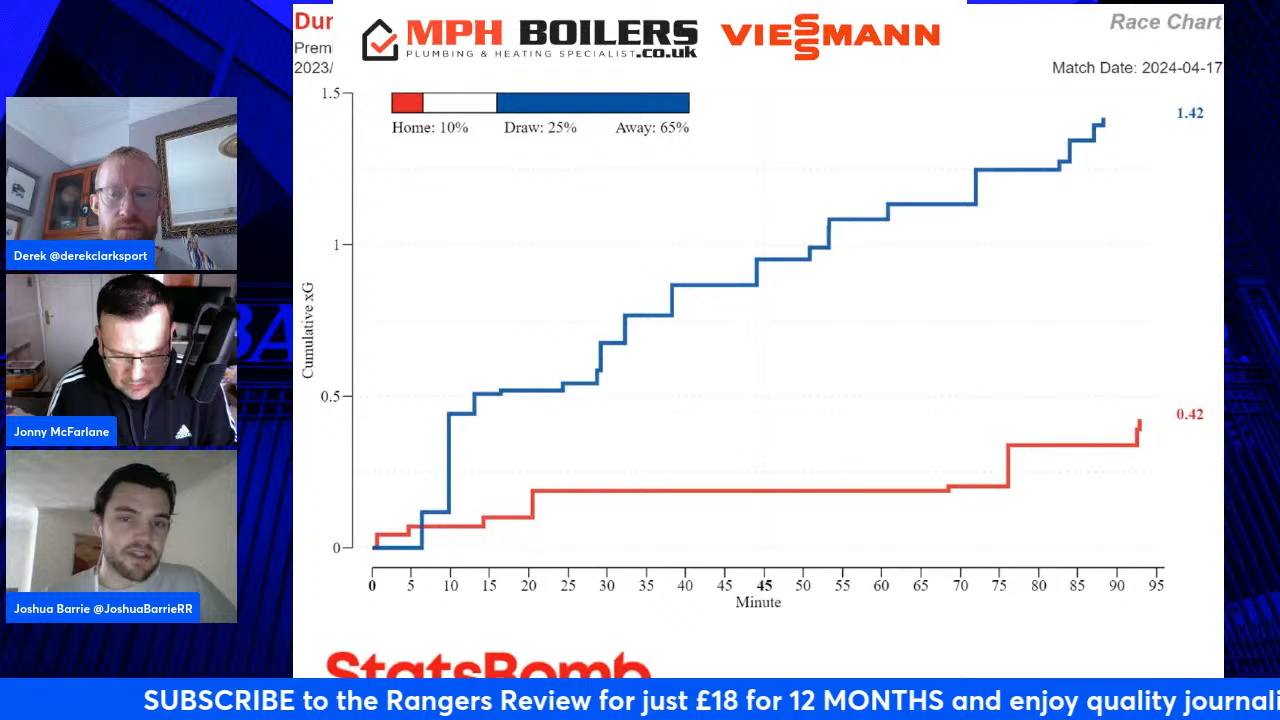 Dur
Prem
2023/
MPH BOILERS
PLUMBING & HEATING SPECIALIST .co.uk
VIESSMANN
Race Chart
Match Date: 2024-04-17
Home: 10%
Draw: 25%
Away: 65%
1.5
1
0.5
0
Cumulative xG
1.42
0.42
0 5 10 15 20 25 30 35 40 45 45 50 55 60 65 70 75 80 85 90 95
Minute
StatsBomb
Derek @derekclarksport
Jonny McFarlane
Joshua Barrie @JoshuaBarrieRR
SUBSCRIBE to the Rangers Review for just £18 for 12 MONTHS and enjoy quality journali